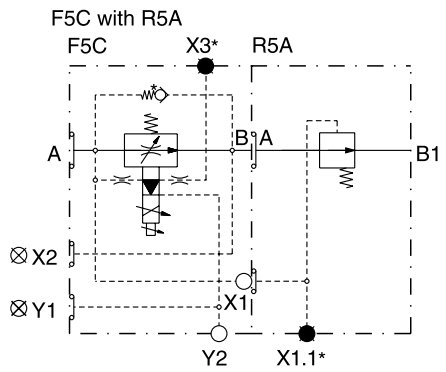 F5C with R5A
F5C
X3*
R5A
*
A
B
A
B1
X2
X1
Y1
Y2
X1.1*